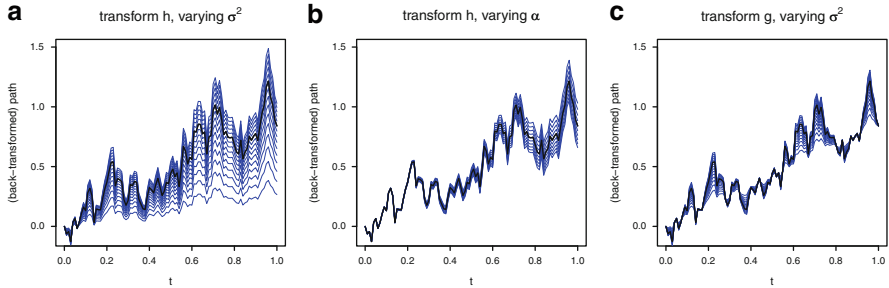 a
transform h, varying σ²
(back–transformed) path
1.5
1.0
0.5
0.0
0.0 0.2 0.4 0.6 0.8 1.0
t
b
transform h, varying α
(back–transformed) path
1.5
1.0
0.5
0.0
0.0 0.2 0.4 0.6 0.8 1.0
t
c
transform g, varying σ²
(back–transformed) path
1.5
1.0
0.5
0.0
0.0 0.2 0.4 0.6 0.8 1.0
t